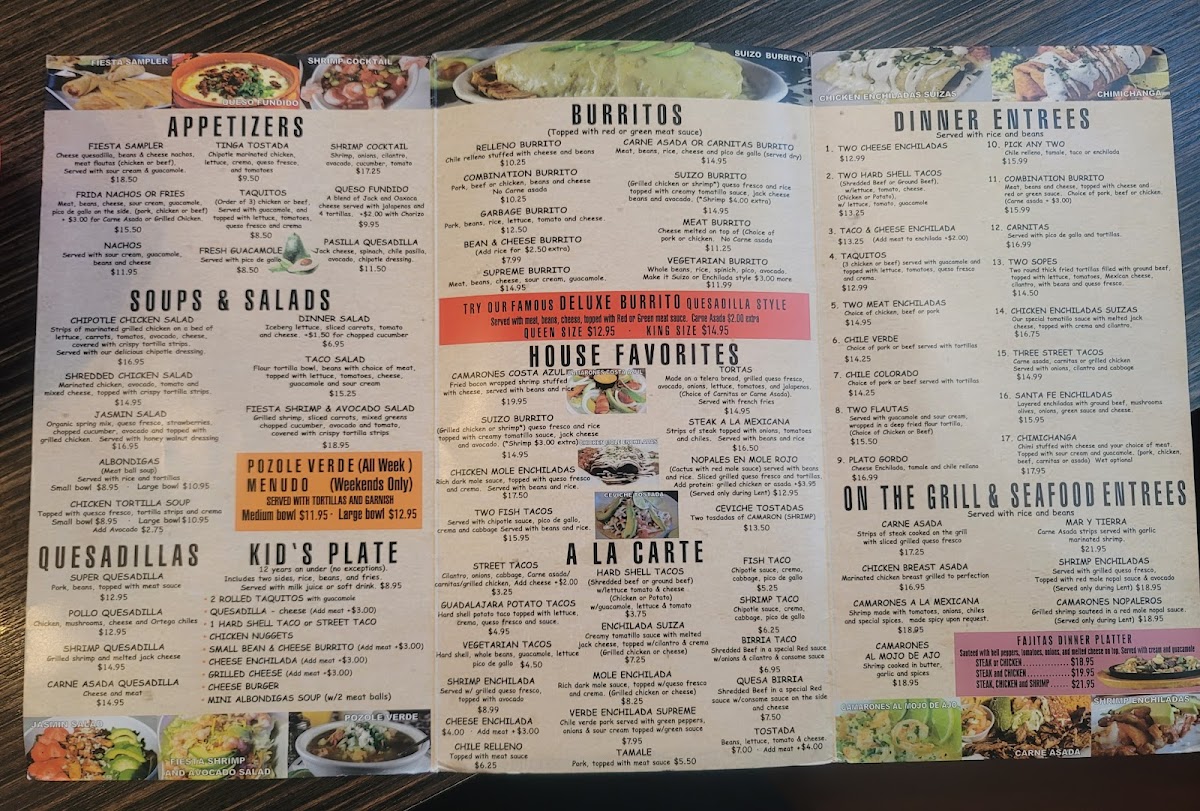 FIESTA SAMPLER
QUESO FUNDIDO
SHRIMP COCKTAIL
APPETIZERS
FIESTA SAMPLER
Cheese quesadilla, beans & cheese nachos,
meat flautas (chicken or beef),
Served with sour cream & guacamole.
$18.50
TINGA TOSTADA
Chipotle marinated chicken,
lettuce, crema, queso fresco,
and tomatoes
$9.50
SHRIMP COCKTAIL
Shrimp, onions, cilantro,
avocado, cucumber, tomato
$17.25
FRIDA NACHOS OR FRIES
Meat, beans, cheese, sour cream, guacamole,
pico de gallo on the side. (pork, chicken or beef)
+ $3.00 for Carne Asada or Grilled Chicken.
$15.50
TAQUITOS
(Order of 3) chicken or beef.
Served with guacamole, and
topped with lettuce, tomatoes,
queso fresco and crema
$8.50
QUESO FUNDIDO
A blend of Jack and Oaxaca
cheese served with jalapenos and
4 tortillas. +$2.00 with Chorizo
$9.95
NACHOS
Served with sour cream, guacamole,
beans and cheese
$11.95
FRESH GUACAMOLE
Served with pico de gallo
$8.50
PASILLA QUESADILLA
Jack cheese, spinach, chile pasilla,
avocado, chipotle dressing.
$11.50
SOUPS & SALADS
CHIPOTLE CHICKEN SALAD
Strips of marinated grilled chicken on a bed of
lettuce, carrots, tomatoes, avocado, cheese,
covered with crispy tortilla strips.
Served with our delicious chipotle dressing.
$16.95
SHREDDED CHICKEN SALAD
Marinated chicken, avocado, tomato and
mixed cheese, topped with crispy tortilla strips.
$14.95
JASMIN SALAD
Organic spring mix, queso fresco, strawberries,
chopped cucumber, avocado and topped with
grilled chicken. Served with honey walnut dressing
$16.95
ALBONDIGAS
(Meat ball soup)
Served with rice and tortillas
Small bowl $8.95 · Large bowl $10.95
CHICKEN TORTILLA SOUP
Topped with quesco fresco, tortilla strips and crema
Small bowl $8.95 · Large bowl $10.95
Add Avocado $2.75
DINNER SALAD
Iceberg lettuce, sliced carrots, tomato
and cheese. +$1.50 for chopped cucumber
$6.95
TACO SALAD
Flour tortilla bowl, beans with choice of meat,
topped with lettuce, tomatoes, cheese,
guacamole and sour cream
$15.25
FIESTA SHRIMP & AVOCADO SALAD
Grilled shrimp, sliced carrots, mixed greens
chopped cucumber, avocado and tomato,
covered with crispy tortilla strips
$18.95
POZOLE VERDE (All Week )
MENUDO (Weekends Only)
SERVED WITH TORTILLAS AND GARNISH
Medium bowl $11.95 · Large bowl $12.95
QUESADILLAS
SUPER QUESADILLA
Pork, beans, topped with meat sauce
$12.95
POLLO QUESADILLA
Chicken, mushrooms, cheese and Ortego chiles
$12.95
SHRIMP QUESADILLA
Grilled shrimp and melted jack cheese
$14.95
CARNE ASADA QUESADILLA
Cheese and meat
$14.95
KID'S PLATE
12 years an under (no exceptions).
Includes two sides, rice, beans, and fries.
Served with milk juice or soft drink. $8.95
· 2 ROLLED TAQUITOS with guacamole
· QUESADILLA - cheese (Add meat +$3.00)
· 1 HARD SHELL TACO or STREET TACO
· CHICKEN NUGGETS
· SMALL BEAN & CHEESE BURRITO (Add meat +$3.00)
· CHEESE ENCHILADA (Add meat +$3.00)
· GRILLED CHEESE (Add meat +$3.00)
· CHEESE BURGER
· MINI ALBONDIGAS SOUP (w/2 meat balls)
JASMIN SALAD
FIESTA SHRIMP
AND AVOCADO SALAD
POZOLE VERDE
SUIZO BURRITO
BURRITOS
(Topped with red or green meat sauce)
RELLENO BURRITO
Chile relleno stuffed with cheese and beans
$10.25
COMBINATION BURRITO
Pork, beef or chicken, beans and cheese
No Carne asada
$10.25
GARBAGE BURRITO
Pork, beans, rice, lettuce, tomato and cheese.
$12.50
BEAN & CHEESE BURRITO
(Add rice for $2.50 extra)
$7.99
SUPREME BURRITO
Meat, beans, cheese, sour cream, guacamole.
$14.95
CARNE ASADA OR CARNITAS BURRITO
Meat, beans, rice, cheese and pico de gallo (served dry)
$14.95
SUIZO BURRITO
(Grilled chicken or shrimp*) queso fresco and rice
topped with creamy tomatillo sauce, jack cheese
beans and avocado, (*Shrimp $4.00 extra)
$14.95
MEAT BURRITO
Cheese melted on top of (Choice of
pork or chicken. No Carne asada
$11.25
VEGETARIAN BURRITO
Whole beans, rice, spinich, pico, avocado.
Make it Suizo or Enchilada style $3.00 more
$11.99
TRY OUR FAMOUS DELUXE BURRITO QUESADILLA STYLE
Served with meat, beans, cheese, topped with Red or Green meat sauce. Carne Asada $2.00 extra
QUEEN SIZE $12.95 · KING SIZE $14.95
HOUSE FAVORITES
CAMARONES COSTA AZUL
Fried bacon wrapped shrimp stuffed
with cheese, served with beans and rice
$19.95
SUIZO BURRITO
(Grilled chicken or shrimp*) queso fresco and rice
topped with creamy tomatillo sauce, jack cheese
and avocado. (*Shrimp $3.00 extra)
$14.95
CHICKEN MOLE ENCHILADAS
Rich dark mole sauce, topped with queso fresco
and crema. Served with beans and rice.
$17.50
TWO FISH TACOS
Served with chipotle sauce, pico de gallo,
crema and cabbage Served with beans and rice.
$15.95
CAMARONES COSTA AZUL
CHICKEN MOLE ENCHILADAS
CEVICHE TOSTADA
TORTAS
Made on a telera bread, grilled queso fresco,
avocado, onions, lettuce, tomatoes, and jalapenos.
(Choice of Carnitas or Carne Asada).
Served with french fries
$14.95
STEAK A LA MEXICANA
Strips of steak topped with onions, tomatoes
and chiles. Served with beans and rice
$16.50
NOPALES EN MOLE ROJO
(Cactus with red mole sauce) served with beans
and rice. Sliced grilled queso fresco and tortillas.
Add protein: grilled chicken or asada +$3.95
(Served only during Lent) $12.95
CEVICHE TOSTADAS
Two tostadas of CAMARON (SHRIMP)
$13.50
A LA CARTE
STREET TACOS
Cilantro, onions, cabbage, Carne asada/
carnitas/grilled chicken, Add cheese +$2.00
$3.25
GUADALAJARA POTATO TACOS
Hard shell potato taco topped with lettuce,
crema, queso fresco and sauce.
$4.95
VEGETARIAN TACOS
Hard shell, whole beans, guacamole, lettuce
pico de gallo $4.50
SHRIMP ENCHILADA
Served w/ grilled queso fresco,
topped with avocado
$8.99
CHEESE ENCHILADA
$4.00 · Add meat +$3.00
CHILE RELLENO
Topped with meat sauce
$6.25
HARD SHELL TACOS
(Shredded beef or ground beef)
w/lettuce tomato & cheese
(Chicken or Potato)
w/guacamole, lettuce & tomato
$3.75
ENCHILADA SUIZA
Creamy tomatillo sauce with melted
jack cheese, topped w/cilantro & crema
(Grilled chicken or cheese)
$7.25
MOLE ENCHILADA
Rich dark mole sauce, topped w/queso fresco
and crema. (Grilled chicken or cheese)
$8.25
VERDE ENCHILADA SUPREME
Chile verde pork served with green peppers,
onions & sour cream topped w/green sauce
$7.95
TAMALE
Pork, topped with meat sauce $5.50
FISH TACO
Chipotle sauce, crema,
cabbage, pico de gallo
$5.25
SHRIMP TACO
Chipotle sauce, crema,
cabbage, pico de gallo
$6.25
BIRRIA TACO
Shredded Beef in a special Red sauce
w/onions & cilantro & consome sauce
$6.95
QUESA BIRRIA
Shredded Beef in a special Red
sauce w/consome sauce on the side
and cheese
$7.50
TOSTADA
Beans, lettuce, tomato & cheese.
$7.00 · Add meat +$4.00
CHICKEN ENCHILADAS SUIZAS
CHIMICHANGA
DINNER ENTREES
Served with rice and beans
1. TWO CHEESE ENCHILADAS
$12.99
2. TWO HARD SHELL TACOS
(Shredded Beef or Ground Beef),
w/lettuce, tomato, cheese.
(Chicken or Potato),
w/ lettuce, tomato, guacamole
$13.25
3. TACO & CHEESE ENCHILADA
$13.25 (Add meat to enchilada +$2.00)
4. TAQUITOS
(3 chicken or beef) served with guacamole and
topped with lettuce, tomatoes, queso fresco
and crema.
$12.99
5. TWO MEAT ENCHILADAS
Choice of chicken, beef or pork
$14.95
6. CHILE VERDE
Choice of pork or beef served with tortillas
$14.25
7. CHILE COLORADO
Choice of pork or beef served with tortillas
$14.25
8. TWO FLAUTAS
Served with guacamole and sour cream,
wrapped in a deep fried flour tortilla,
(Choice of Chicken or Beef)
$15.50
9. PLATO GORDO
Cheese Enchilada, tamale and chile rellano
$16.99
10. PICK ANY TWO
Chile relleno, tamale, taco or enchilada
$15.99
11. COMBINATION BURRITO
Meat, beans and cheese, topped with cheese and
red or green sauce. Choice of pork, beef or chicken.
(Carne asada + $3.00)
$15.99
12. CARNITAS
Served with pico de gallo and tortillas.
$16.99
13. TWO SOPES
Two round thick fried tortillas filled with ground beef,
topped with lettuce, tomatoes, Mexican cheese,
cilantro, with beans and queso fresco.
$14.50
14. CHICKEN ENCHILADAS SUIZAS
Our special tomatillo sauce with melted jack
cheese, topped with crema and cilantro.
$16.75
15. THREE STREET TACOS
Carne asada, carnitas or grilled chicken
Served with onions, cilantro and cabbage
$14.99
16. SANTA FE ENCHILADAS
Layered enchiladas with ground beef, mushrooms
olives, onions, green sauce and cheese.
$15.95
17. CHIMICHANGA
Chimi stuffed with cheese and your choice of meat.
Topped with sour cream and guacamole, (pork, chicken,
beef, carnitas or asada) Wet optional
$17.95
ON THE GRILL & SEAFOOD ENTREES
Served with rice and beans
CARNE ASADA
Strips of steak cooked on the grill
with sliced grilled queso fresco
$17.25
CHICKEN BREAST ASADA
Marinated chicken breast grilled to perfection
$16.95
CAMARONES A LA MEXICANA
Shrimp made with tomatoes, onions, chiles
and special spices, made spicy upon request.
$18.95
CAMARONES
AL MOJO DE AJO
Shrimp cooked in butter,
garlic and spices
$18.95
MAR Y TIERRA
Carne Asada strips served with garlic
marinated shrimp.
$21.95
SHRIMP ENCHILADAS
Served with grilled queso fresco,
Topped with red mole nopal sauce & avocado
(Served only during Lent) $18.95
CAMARONES NOPALEROS
Grilled shrimp sauteed in a red mole nopal sauce.
(Served only during Lent) $18.95
FAJITAS DINNER PLATTER
Sauteed with bell peppers, tomatoes, onions, and melted cheese on top. Served with cream and guacamole
STEAK or CHICKEN .......... $18.95
STEAK and CHICKEN .......... $19.95
STEAK, CHICKEN and SHRIMP ...... $21.95
CAMARONES AL MOJO DE AJO
CARNE ASADA
SHRIMP ENCHILADAS